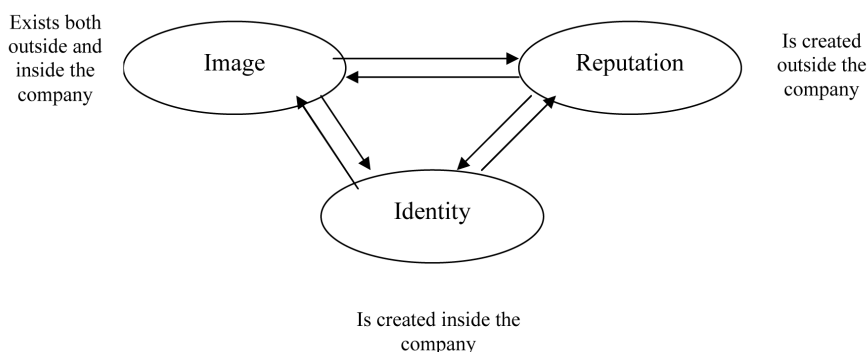 Exists both
outside and
inside the
company
Image
Reputation
Is created
outside the
company
Identity
Is created inside the
company